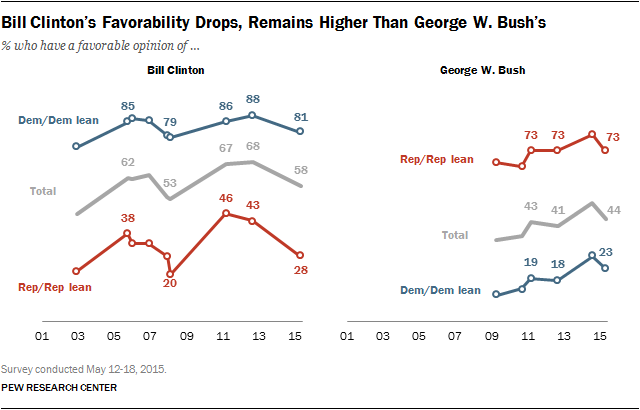 Bill Clinton's Favorability Drops, Remains Higher Than George W. Bush's
% who have a favorable opinion of ...
Bill Clinton
Dem/Dem lean
85
79
86
88
81
Total
62
53
67
68
58
Rep/Rep lean
38
20
46
43
28
01 03 05 07 09 11 13 15
George W. Bush
Rep/Rep lean
73
73
73
Total
43
41
44
Dem/Dem lean
19
18
23
01 03 05 07 09 11 13 15
Survey conducted May 12-18, 2015.
PEW RESEARCH CENTER